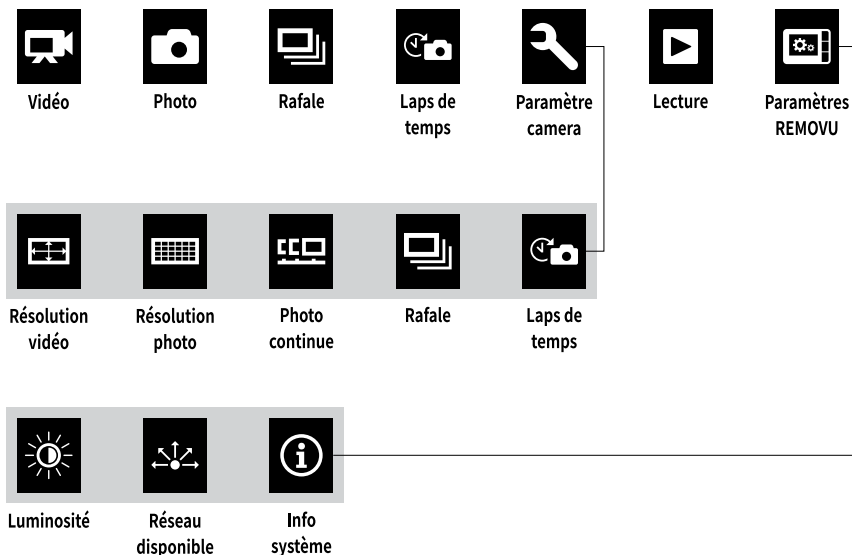 Vidéo
Photo
Rafale
Laps de
temps
Paramètre
camera
Lecture
Paramètres
REMOVU
Résolution
vidéo
Résolution
photo
Photo
continue
Rafale
Laps de
temps
Luminosité
Réseau
disponible
Info
système